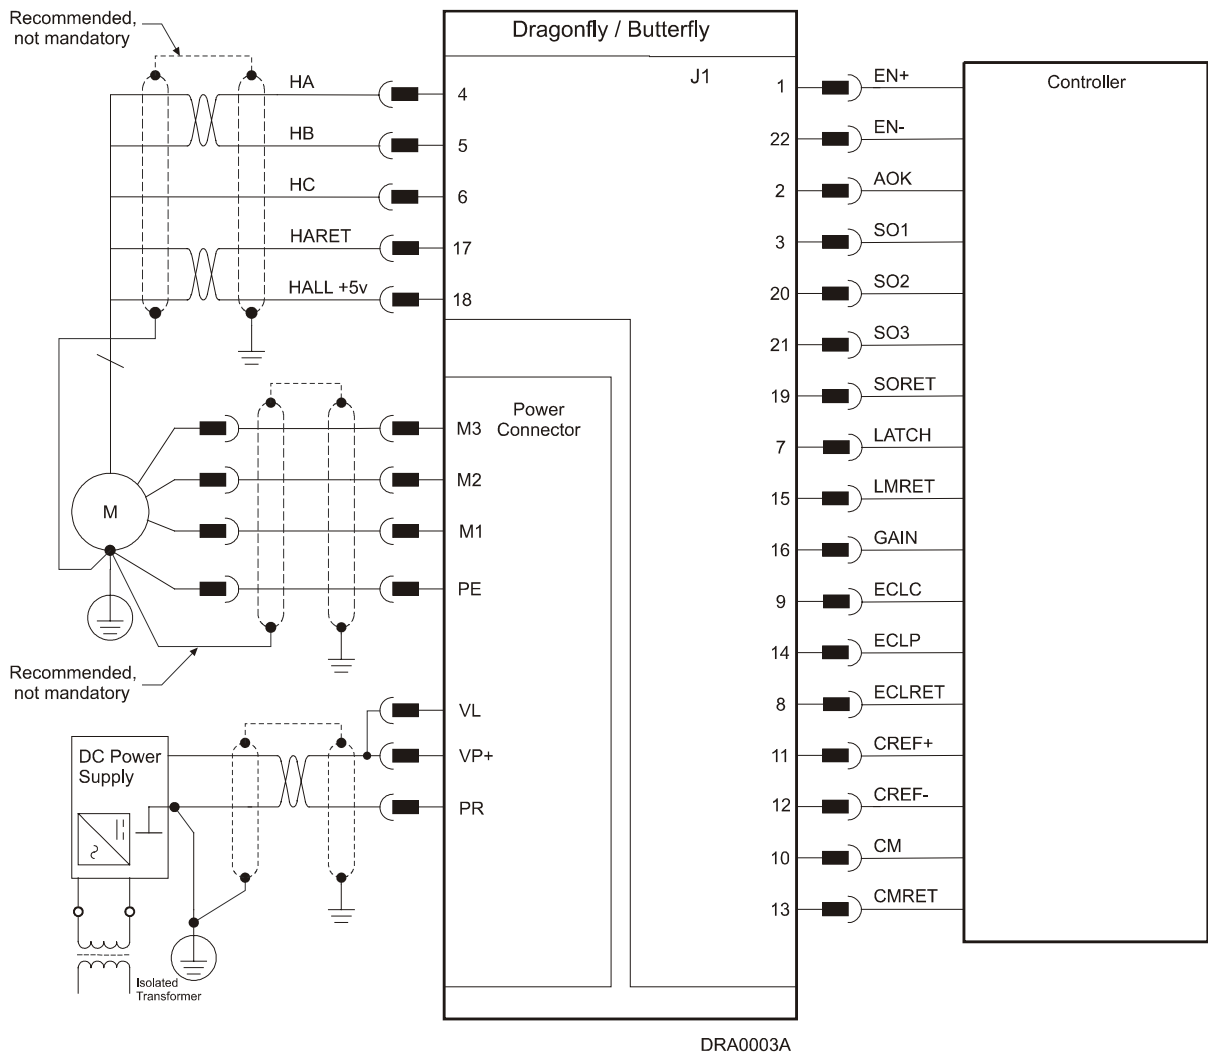 Recommended,
not mandatory
Dragonfly / Butterfly
J1
Controller
HA
4
HB
5
HC
6
HARET
17
HALL +5v
18
1
EN+
22
EN-
2
AOK
3
SO1
20
SO2
21
SO3
19
SORET
7
LATCH
15
LMRET
16
GAIN
9
ECLC
14
ECLP
8
ECLRET
11
CREF+
12
CREF-
10
CM
13
CMRET
Power
Connector
M3
M2
M1
PE
M
Recommended,
not mandatory
VL
VP+
PR
DC Power
Supply
Isolated
Transformer
DRA0003A